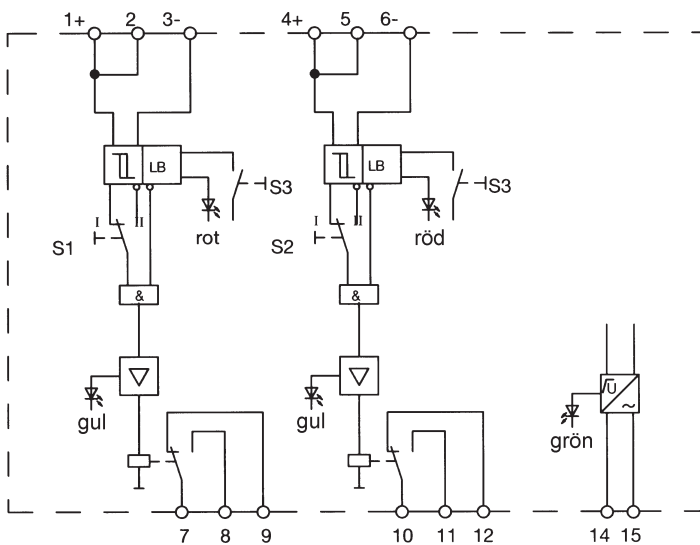 1+ 2 3- 4+ 5 6-
LB LB
S3 S3
I II I II
rot röd
S1 S2
& &
U
~
gul gul grön
7 8 9 10 11 12 14 15